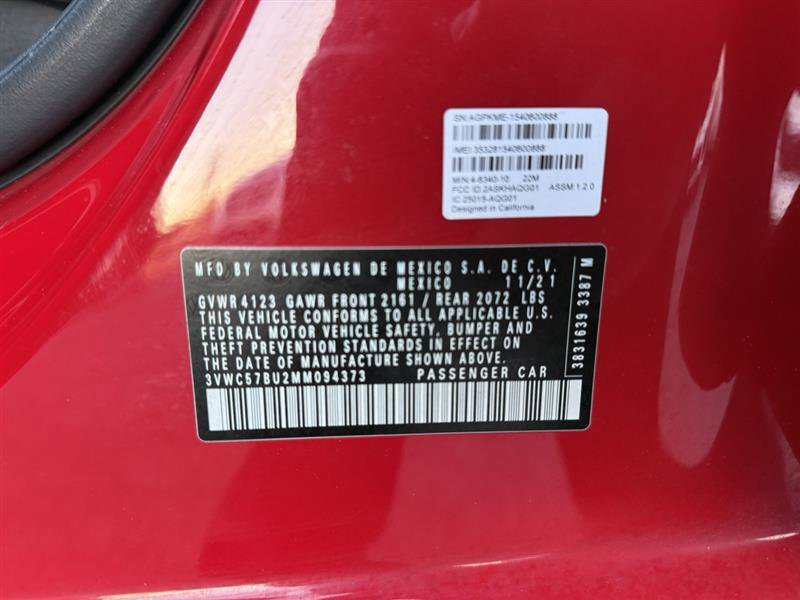 SN:AGPKME-1540600888
IMEI:353281540600888
M/N:4-8340-10 22M
FCC ID:2ASKHAQG01 ASSM:1.2.0
IC:25015-AQG01
Designed in California
MFD BY VOLKSWAGEN DE MEXICO S.A. DE C.V.
MEXICO 11/21
GVWR 4123 GAWR FRONT 2161 / REAR 2072 LBS
THIS VEHICLE CONFORMS TO ALL APPLICABLE U.S.
FEDERAL MOTOR VEHICLE SAFETY, BUMPER AND
THEFT PREVENTION STANDARDS IN EFFECT ON
THE DATE OF MANUFACTURE SHOWN ABOVE.
3VWC57BU2MM094373 PASSENGER CAR
3831639 3387 M